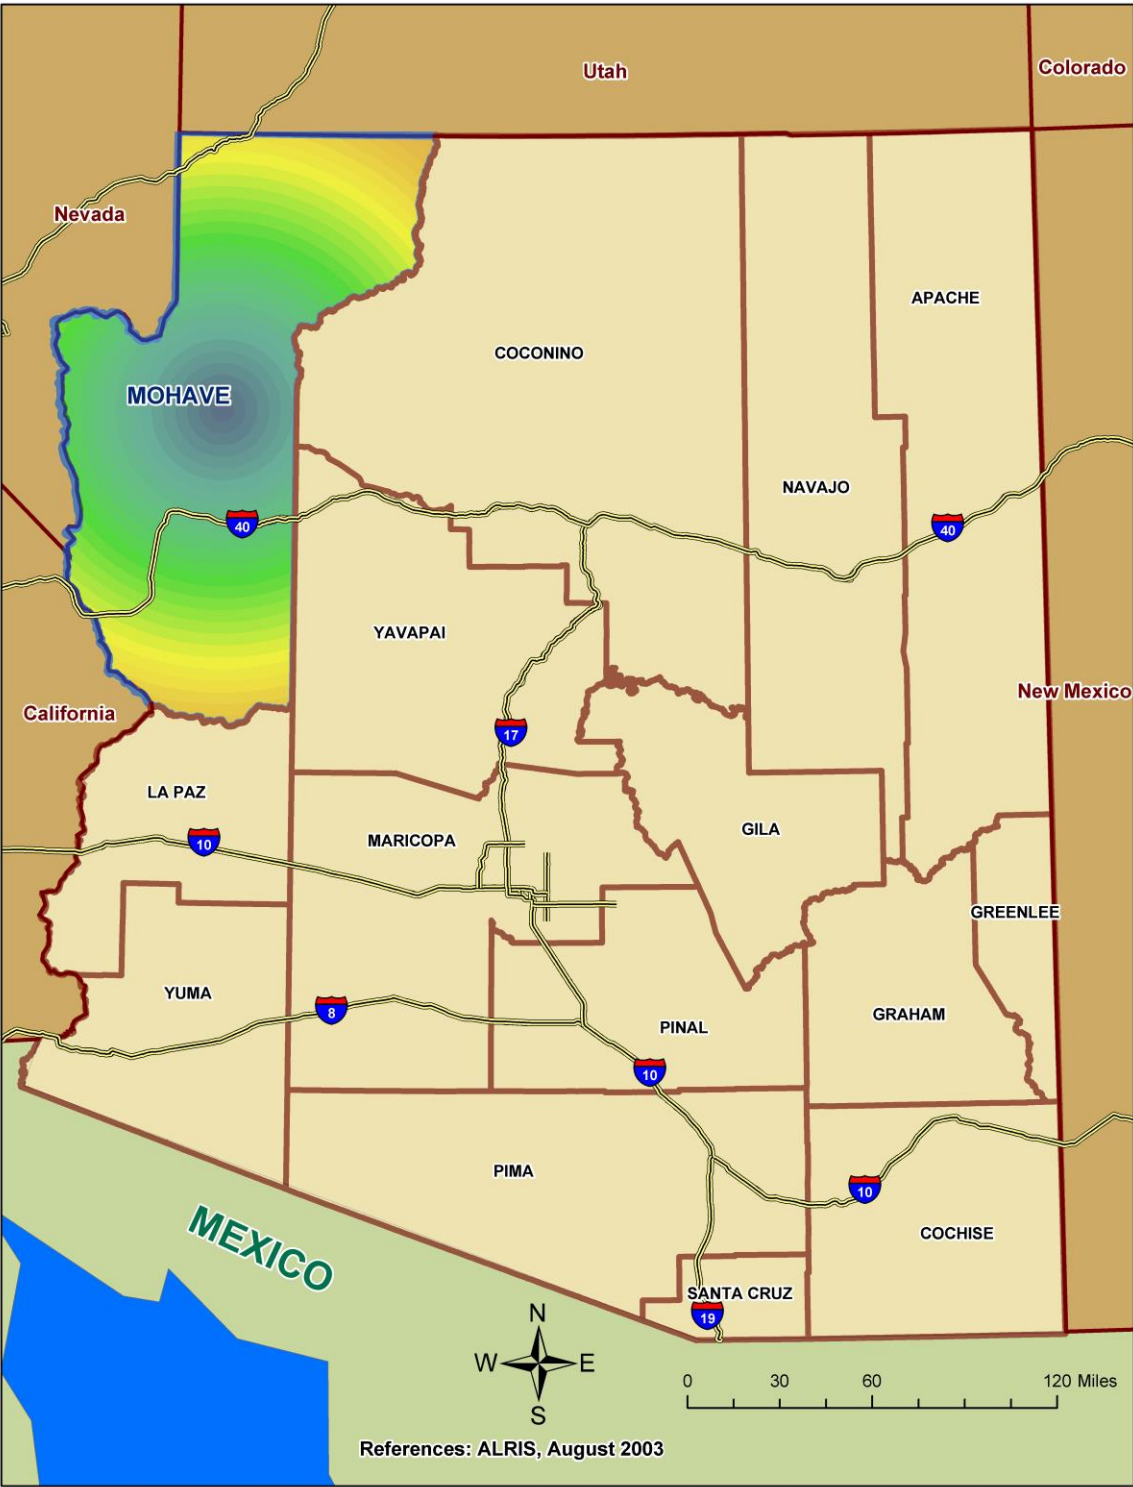 Utah
Colorado
Nevada
APACHE
COCONINO
MOHAVE
NAVAJO
40
40
YAVAPAI
New Mexico
California
17
LA PAZ
GILA
MARICOPA
10
GREENLEE
YUMA
8
GRAHAM
PINAL
10
PIMA
10
MEXICO
COCHISE
SANTA CRUZ
19
N
W E
S
0 30 60 120 Miles
References: ALRIS, August 2003